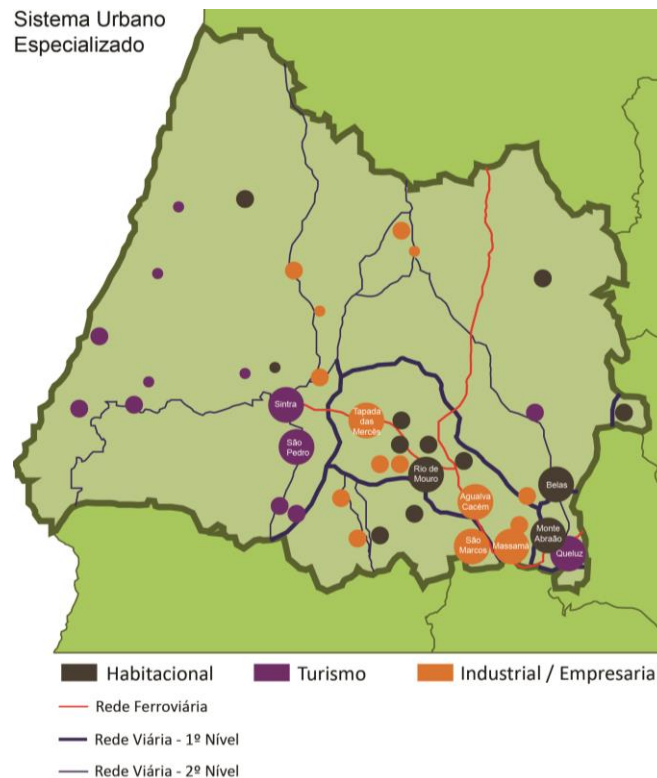 Sistema Urbano
Especializado
Sintra
São
Pedro
Tapada
das
Mercês
Rio de
Mouro
Agualva
Cacém
São
Marcos
Massamá
Belas
Monte
Abraão
Queluz
Habitacional
Turismo
Industrial / Empresaria
Rede Ferroviária
Rede Viária - 1º Nível
Rede Viária - 2º Nível